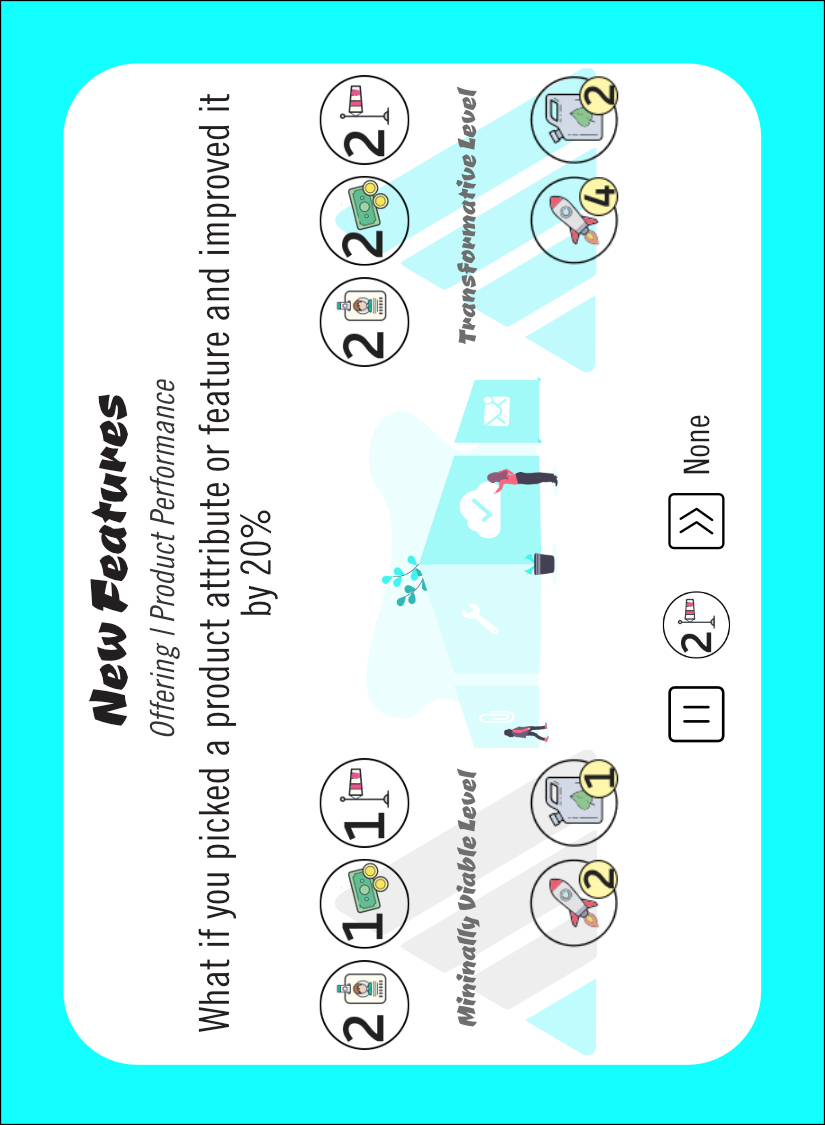 New Features
Offering | Product Performance
What if you picked a product attribute or feature and improved it
by 20%
2 1 1
2 2 2
Mininally Viable Level
Transformative Level
2 1
4 2
2
None